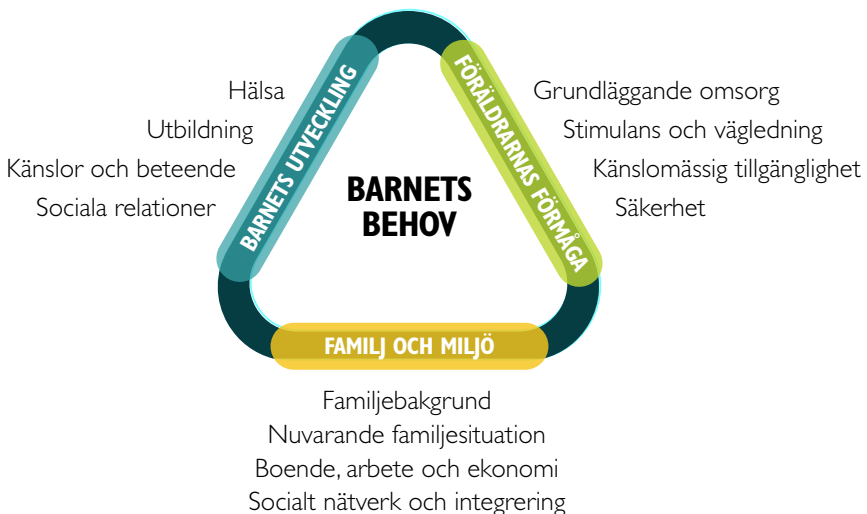 BARNETS UTVECKLING
Hälsa
Utbildning
Känslor och beteende
Sociala relationer
BARNETS
BEHOV
FÖRÄLDRARNAS FÖRMÅGA
Grundläggande omsorg
Stimulans och vägledning
Känslomässig tillgänglighet
Säkerhet
FAMILJ OCH MILJÖ
Familjebakgrund
Nuvarande familjesituation
Boende, arbete och ekonomi
Socialt nätverk och integrering